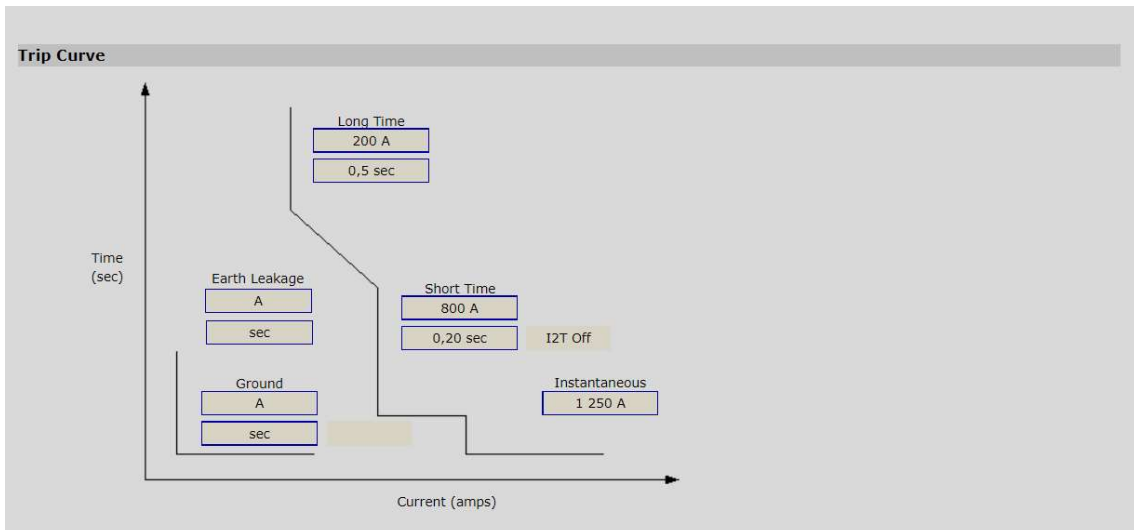 Trip Curve
Long Time
200 A
0,5 sec
Time
(sec)
Earth Leakage
A
sec
Short Time
800 A
0,20 sec
I2T Off
Ground
A
sec
Instantaneous
1 250 A
Current (amps)